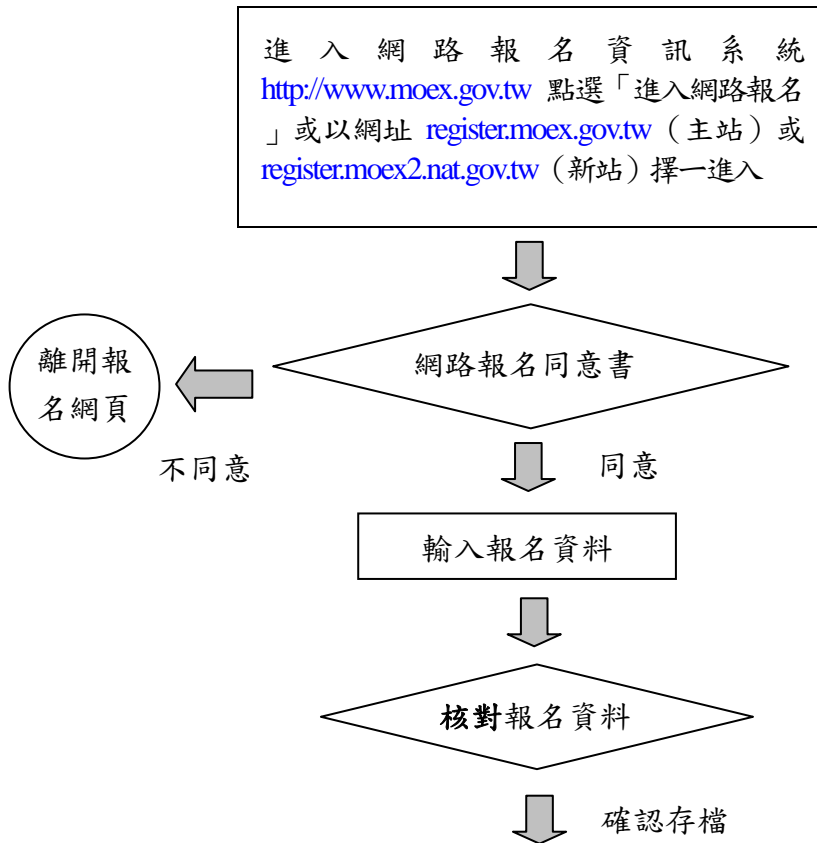 進入網路報名資訊系統
http://www.moex.gov.tw 點選「進入網路報名
」或以網址 register.moex.gov.tw（主站）或
register.moex2.nat.gov.tw（新站）擇一進入
網路報名同意書
離開報
名網頁
不同意
同意
輸入報名資料
核對報名資料
確認存檔